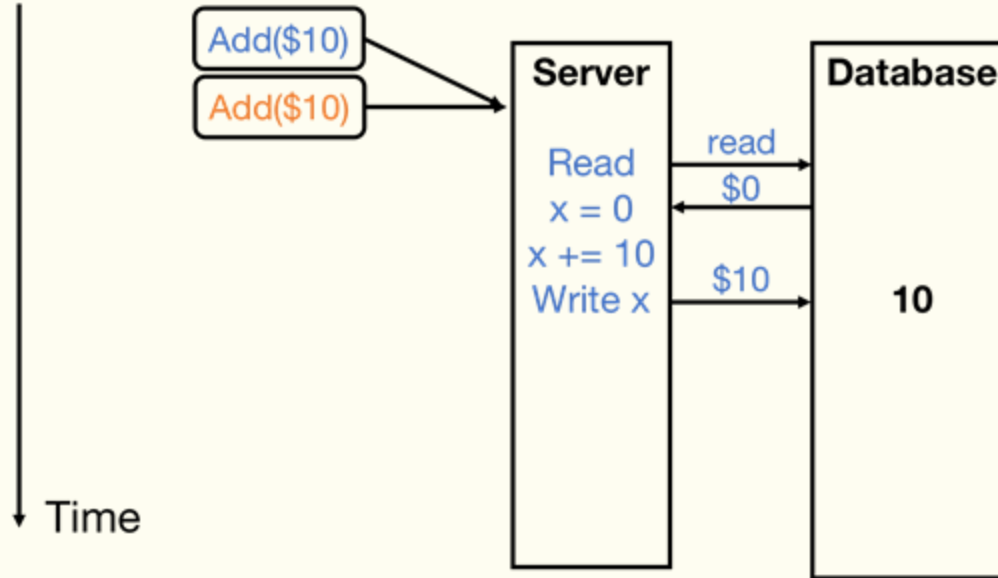 Add($10)
Add($10)
Server
Database
Read
read
x = 0
$0
x += 10
Write x
$10
10
Time